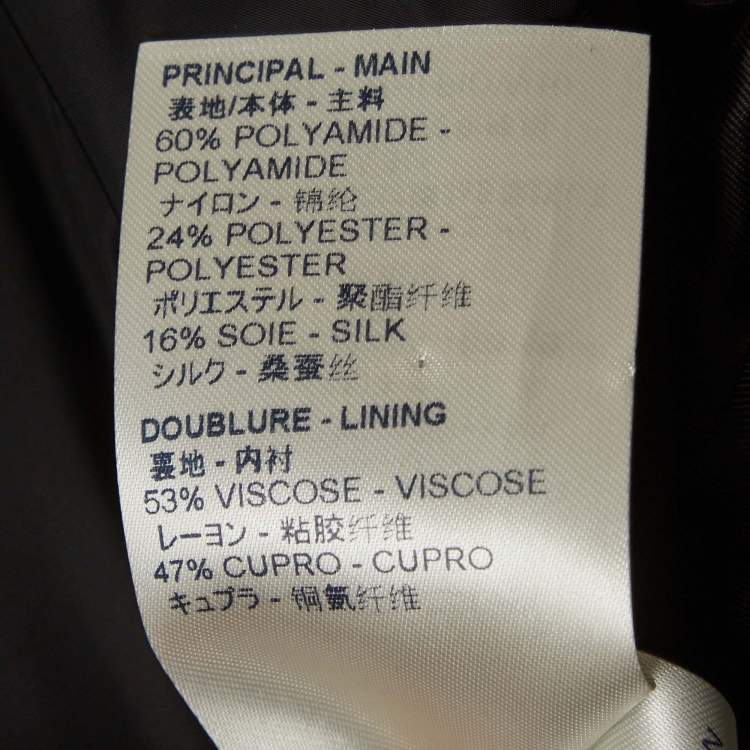 PRINCIPAL - MAIN
表地/本体 - 主料
60% POLYAMIDE -
POLYAMIDE
ナイロン - 锦纶
24% POLYESTER -
POLYESTER
ポリエステル - 聚酯纤维
16% SOIE - SILK
シルク - 桑蚕丝
DOUBLURE - LINING
裏地 - 内衬
53% VISCOSE - VISCOSE
レーヨン - 粘胶纤维
47% CUPRO - CUPRO
キュプラ - 铜氨纤维